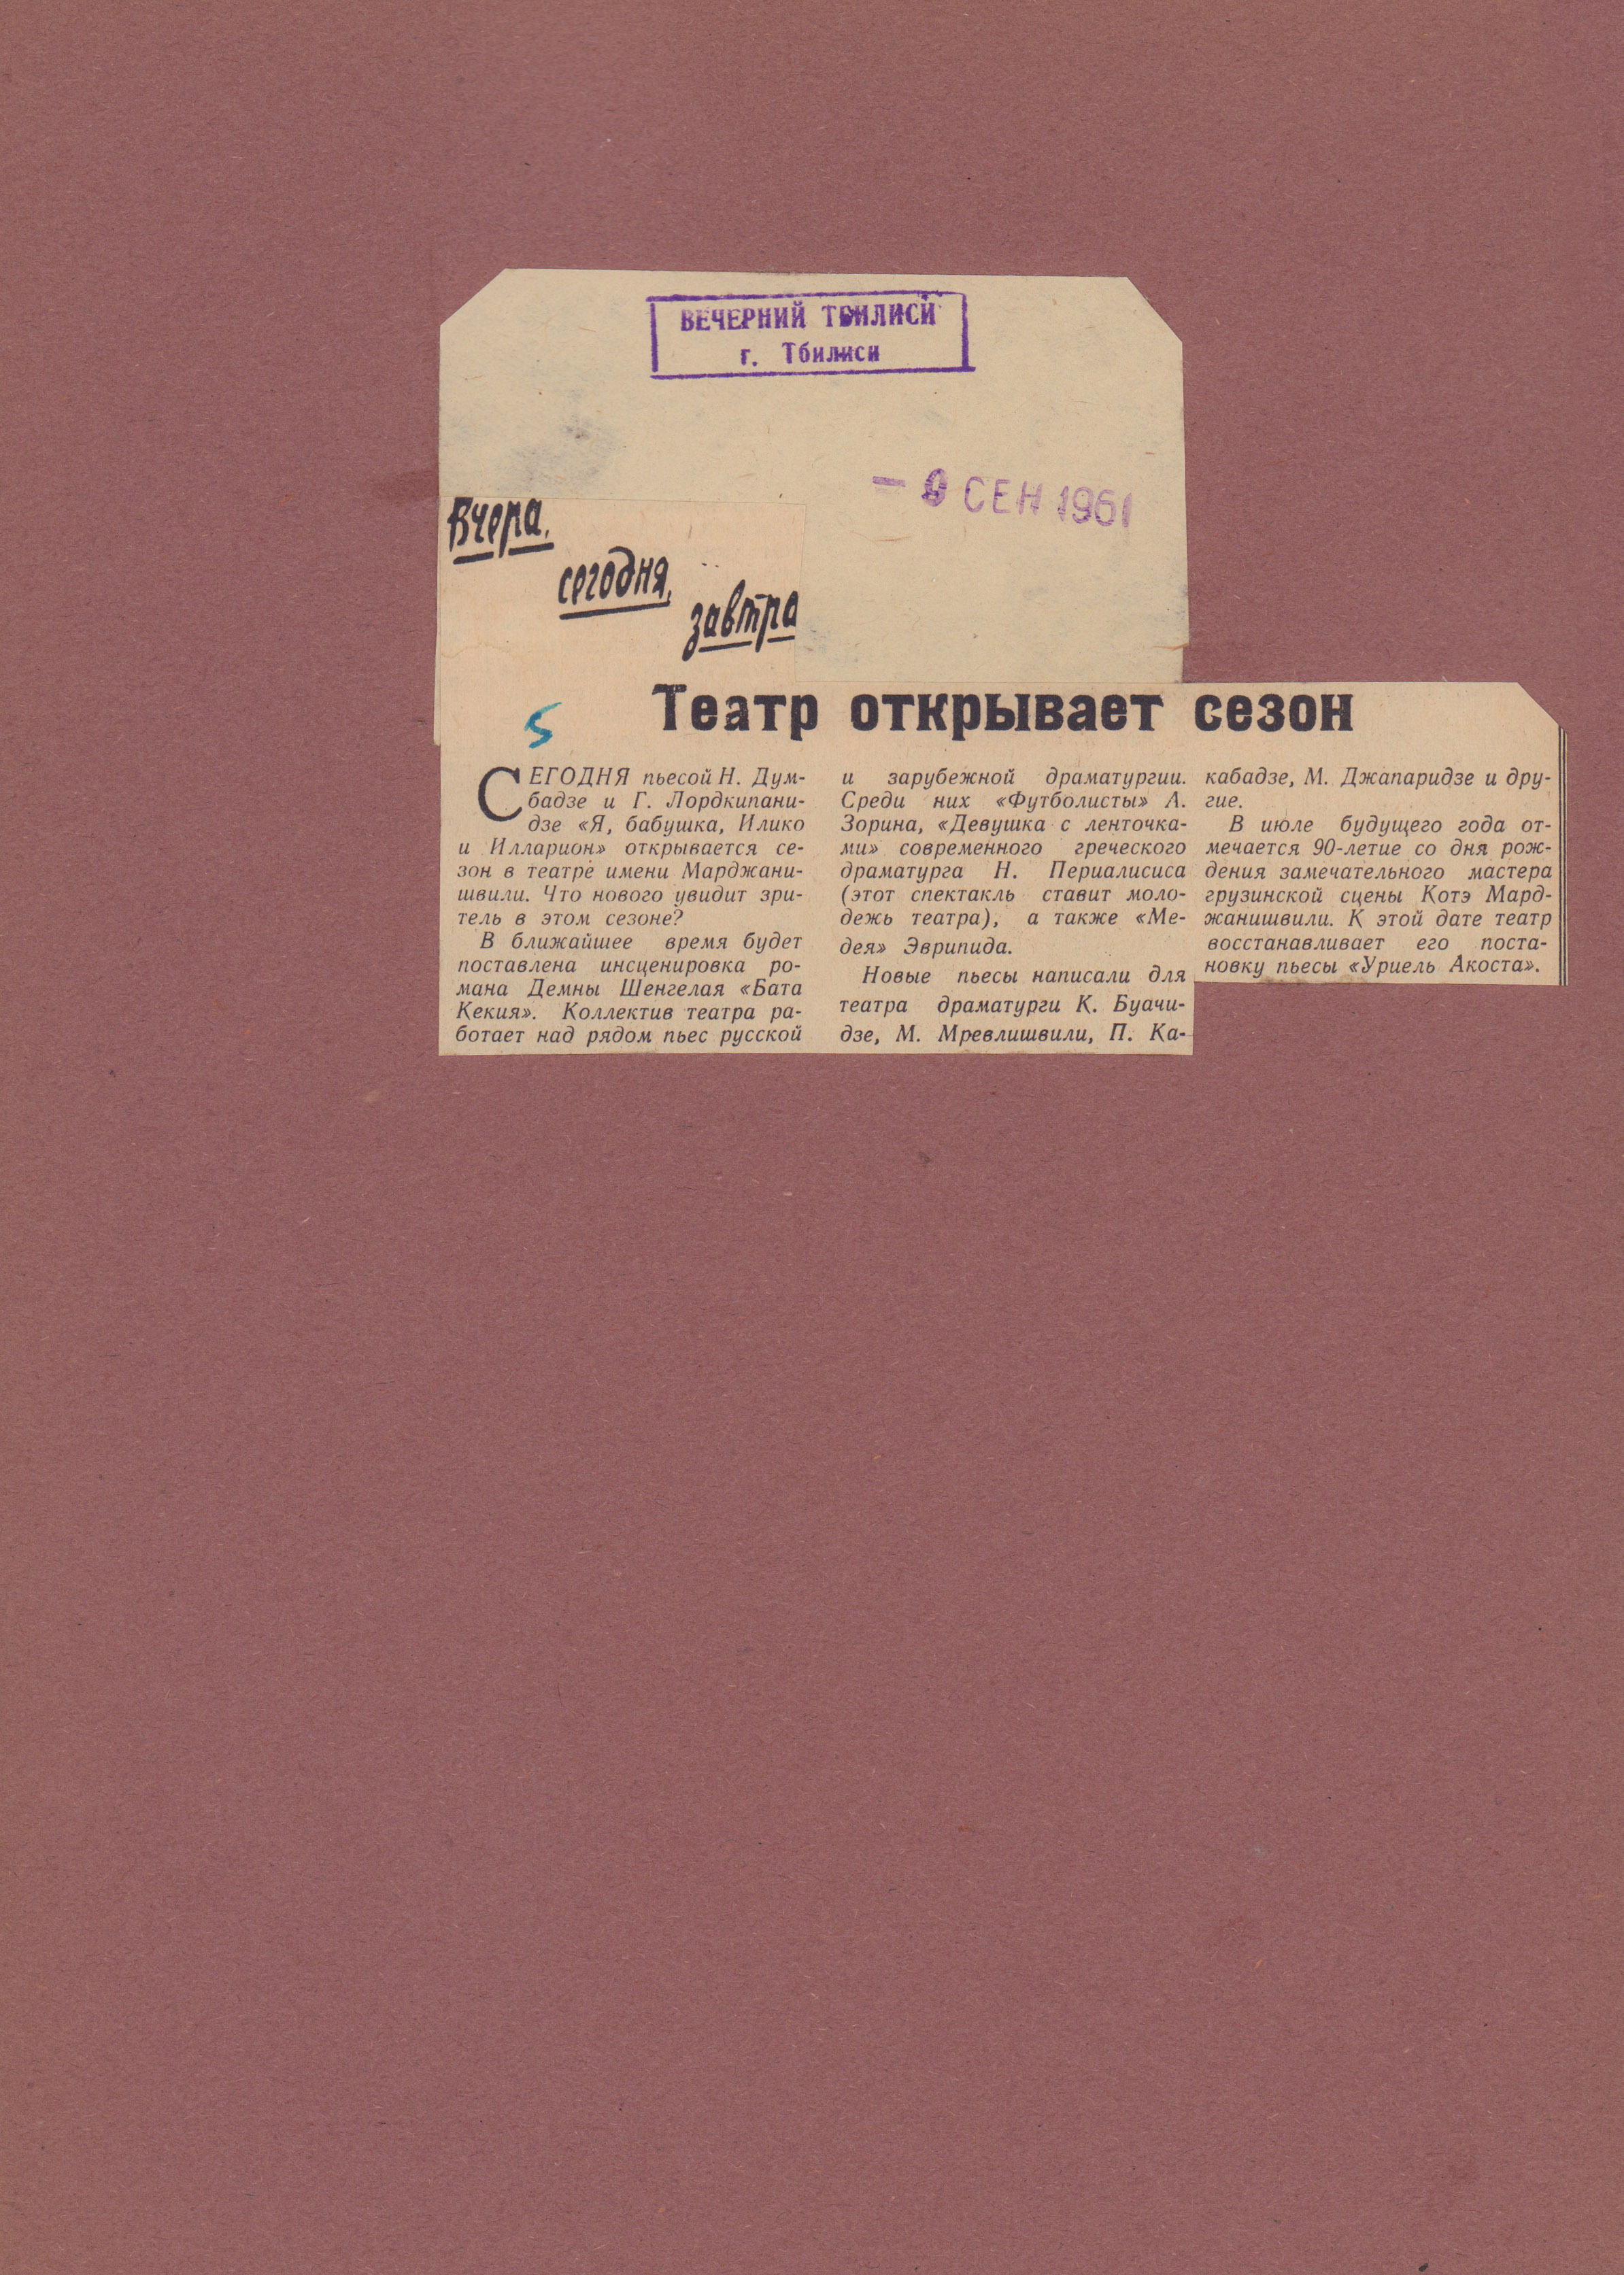 ВЕЧЕРНИЙ ТБИЛИСИ
г. Тбилиси
СЕН 1961
Вчера,
сегодня,
завтра
5
Театр открывает сезон
СЕГОДНЯ пьесой Н. Дум-
бадзе и Г. Лордкипани-
дзе «Я, бабушка, Илико
и Илларион» открывается се-
зон в театре имени Марджани-
швили. Что нового увидит зри-
тель в этом сезоне?
В ближайшее время будет
поставлена инсценировка ро-
мана Демны Шенгелая «Бата
Кекия». Коллектив театра ра-
ботает над рядом пьес русской
и зарубежной драматургии.
Среди них «Футболисты» А.
Зорина, «Девушка с ленточка-
ми» современного греческого
драматурга Н. Периалисиса
(этот спектакль ставит моло-
дежь театра), а также «Ме-
дея» Эврипида.
Новые пьесы написали для
театра драматурги К. Буачи-
дзе, М. Мревлишвили, П. Ка-
кабадзе, М. Джапаридзе и дру-
гие.
В июле будущего года от-
мечается 90-летие со дня рож-
дения замечательного мастера
грузинской сцены Котэ Мард-
жанишвили. К этой дате театр
восстанавливает его поста-
новку пьесы «Уриель Акоста».